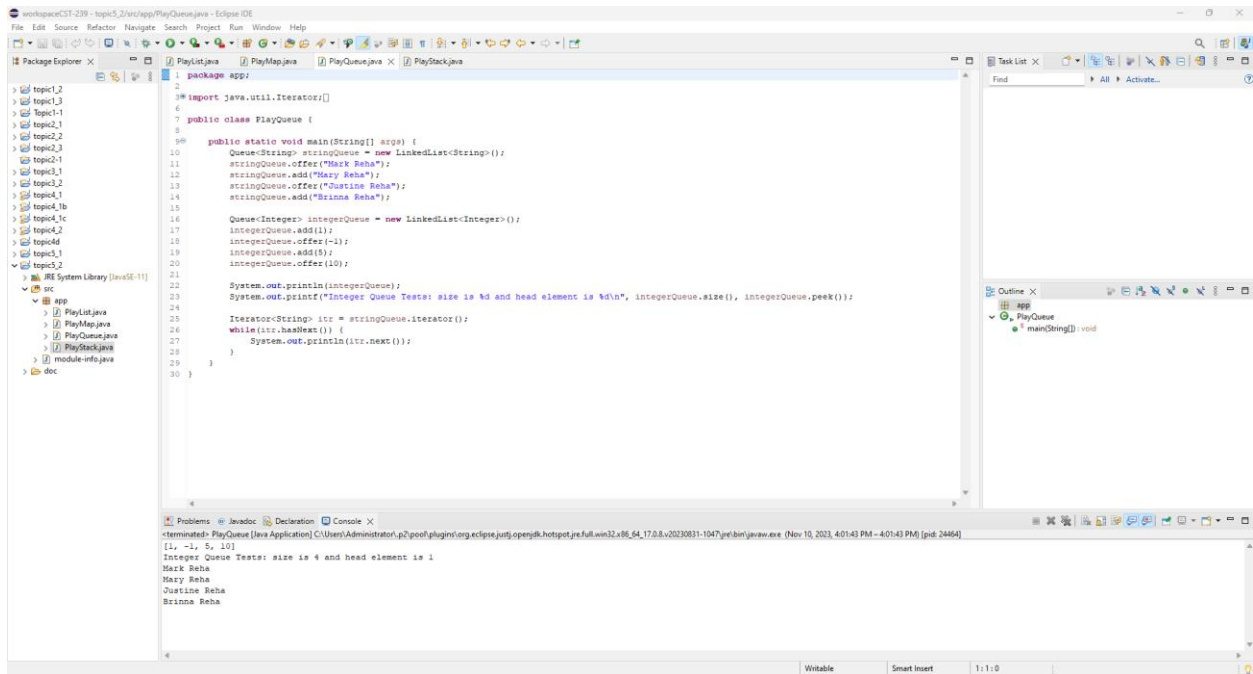 workspaceCST-239 - topic5_2/src/app/PlayQueue.java - Eclipse IDE
File Edit Source Refactor Navigate Search Project Run Window Help
Package Explorer
topic1_2
topic1_3
Topic1-1
topic2_1
topic2_2
topic2_3
topic2-1
topic3_1
topic3_2
topic4_1
topic4_1b
topic4_1c
topic4_2
topic4d
topic5_1
topic5_2
JRE System Library [JavaSE-11]
src
app
PlayList.java
PlayMap.java
PlayQueue.java
PlayStack.java
module-info.java
doc
PlayList.java PlayMap.java PlayQueue.java PlayStack.java
1 package app;
2
3 import java.util.Iterator;
6
7 public class PlayQueue {
8
9 public static void main(String[] args) {
10 Queue<String> stringQueue = new LinkedList<String>();
11 stringQueue.offer("Mark Reha");
12 stringQueue.add("Mary Reha");
13 stringQueue.offer("Justine Reha");
14 stringQueue.add("Brinna Reha");
15
16 Queue<Integer> integerQueue = new LinkedList<Integer>();
17 integerQueue.add(1);
18 integerQueue.offer(-1);
19 integerQueue.add(5);
20 integerQueue.offer(10);
21
22 System.out.println(integerQueue);
23 System.out.printf("Integer Queue Tests: size is %d and head element is %d\n", integerQueue.size(), integerQueue.peek());
24
25 Iterator<String> itr = stringQueue.iterator();
26 while(itr.hasNext()) {
27 System.out.println(itr.next());
28 }
29 }
30 }
Task List
Find All Activate...
Outline
app
PlayQueue
main(String[]) : void
Problems Javadoc Declaration Console
<terminated> PlayQueue [Java Application] C:\Users\Administrator\.p2\pool\plugins\org.eclipse.justj.openjdk.hotspot.jre.full.win32.x86_64_17.0.8.v20230831-1047\jre\bin\javaw.exe (Nov 10, 2023, 4:01:43 PM – 4:01:43 PM) [pid: 24464]
[1, -1, 5, 10]
Integer Queue Tests: size is 4 and head element is 1
Mark Reha
Mary Reha
Justine Reha
Brinna Reha
Writable Smart Insert 1 : 1 : 0